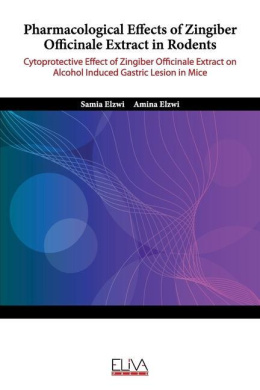 Pharmacological Effects of Zingiber
Officinale Extract in Rodents
Cytoprotective Effect of Zingiber Officinale Extract on
Alcohol Induced Gastric Lesion in Mice
Samia Elzwi Amina Elzwi
ELIVA
PRESS